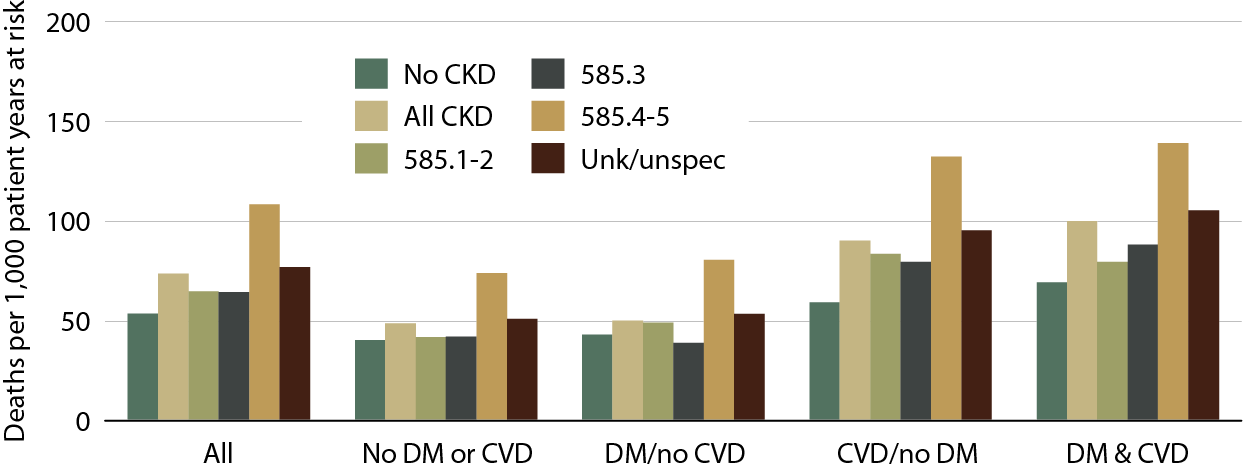 Deaths per 1,000 patient years at risk
200
150
100
50
0
No CKD
All CKD
585.1-2
585.3
585.4-5
Unk/unspec
All
No DM or CVD
DM/no CVD
CVD/no DM
DM & CVD